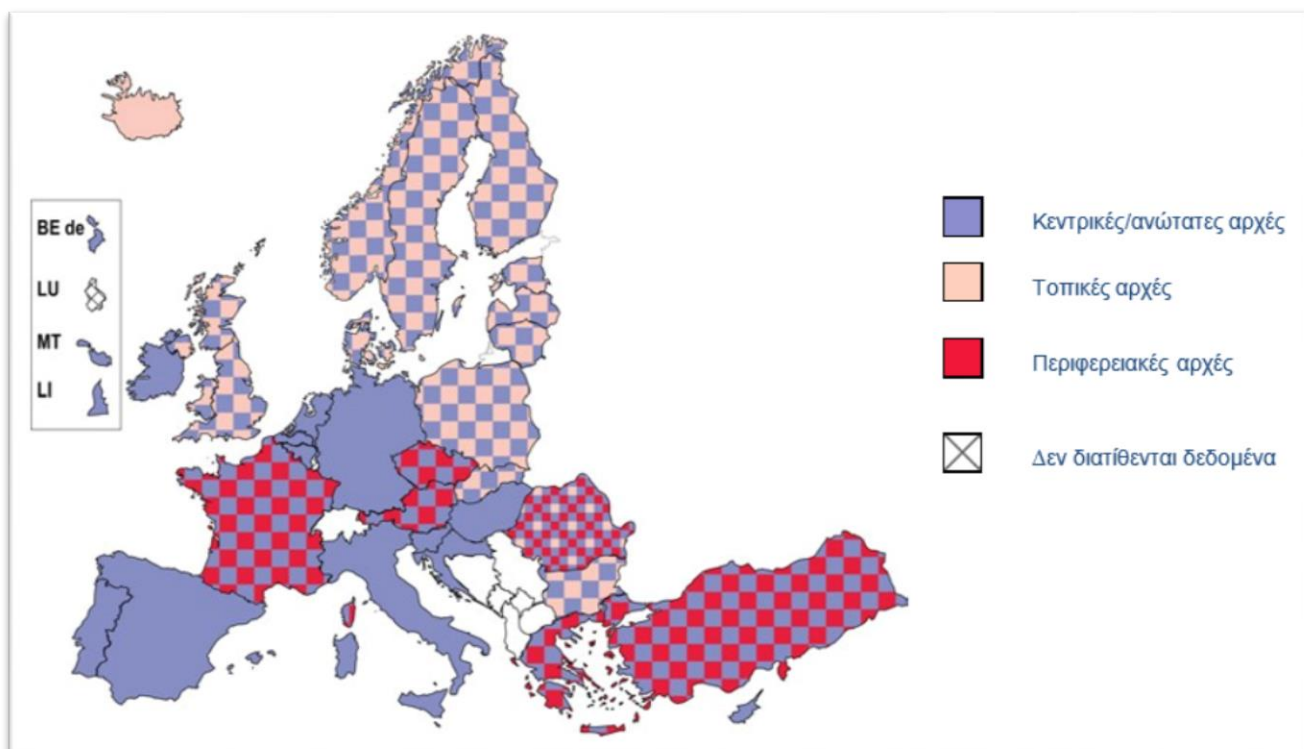 BE de
LU
MT
LI
Κεντρικές/ανώτατες αρχές
Τοπικές αρχές
Περιφερειακές αρχές
Δεν διατίθενται δεδομένα